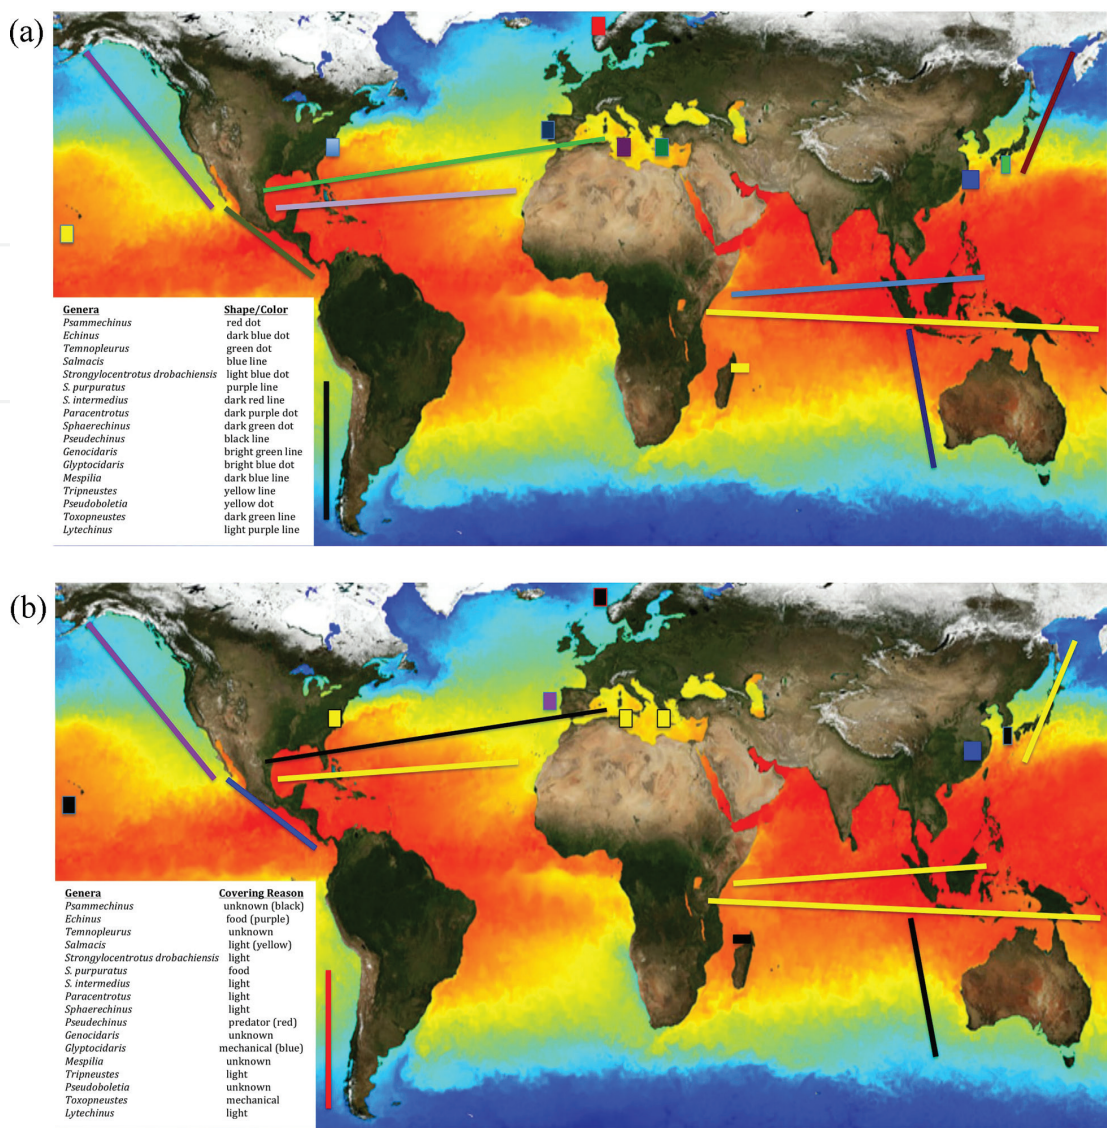 (a)
Genera Shape/Color
Psammechinus red dot
Echinus dark blue dot
Temnopleurus green dot
Salmacis blue line
Strongylocentrotus drobachiensis light blue dot
S. purpuratus purple line
S. intermedius dark red line
Paracentrotus dark purple dot
Sphaerechinus dark green dot
Pseudechinus black line
Genocidaris bright green line
Glyptocidaris bright blue dot
Mespilia dark blue line
Tripneustes yellow line
Pseudoboletia yellow dot
Toxopneustes dark green line
Lytechinus light purple line
(b)
Genera Covering Reason
Psammechinus unknown (black)
Echinus food (purple)
Temnopleurus unknown
Salmacis light (yellow)
Strongylocentrotus drobachiensis light
S. purpuratus food
S. intermedius light
Paracentrotus light
Sphaerechinus light
Pseudechinus predator (red)
Genocidaris unknown
Glyptocidaris mechanical (blue)
Mespilia unknown
Tripneustes light
Pseudoboletia unknown
Toxopneustes mechanical
Lytechinus light